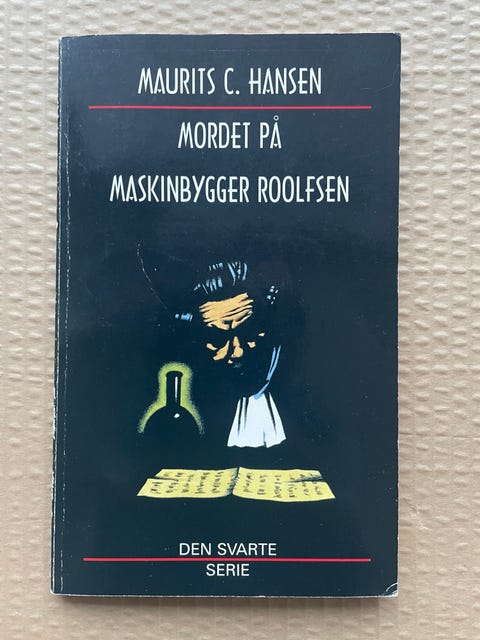 MAURITS C. HANSEN
MORDET PÅ
MASKINBYGGER ROOLFSEN
DEN SVARTE
SERIE